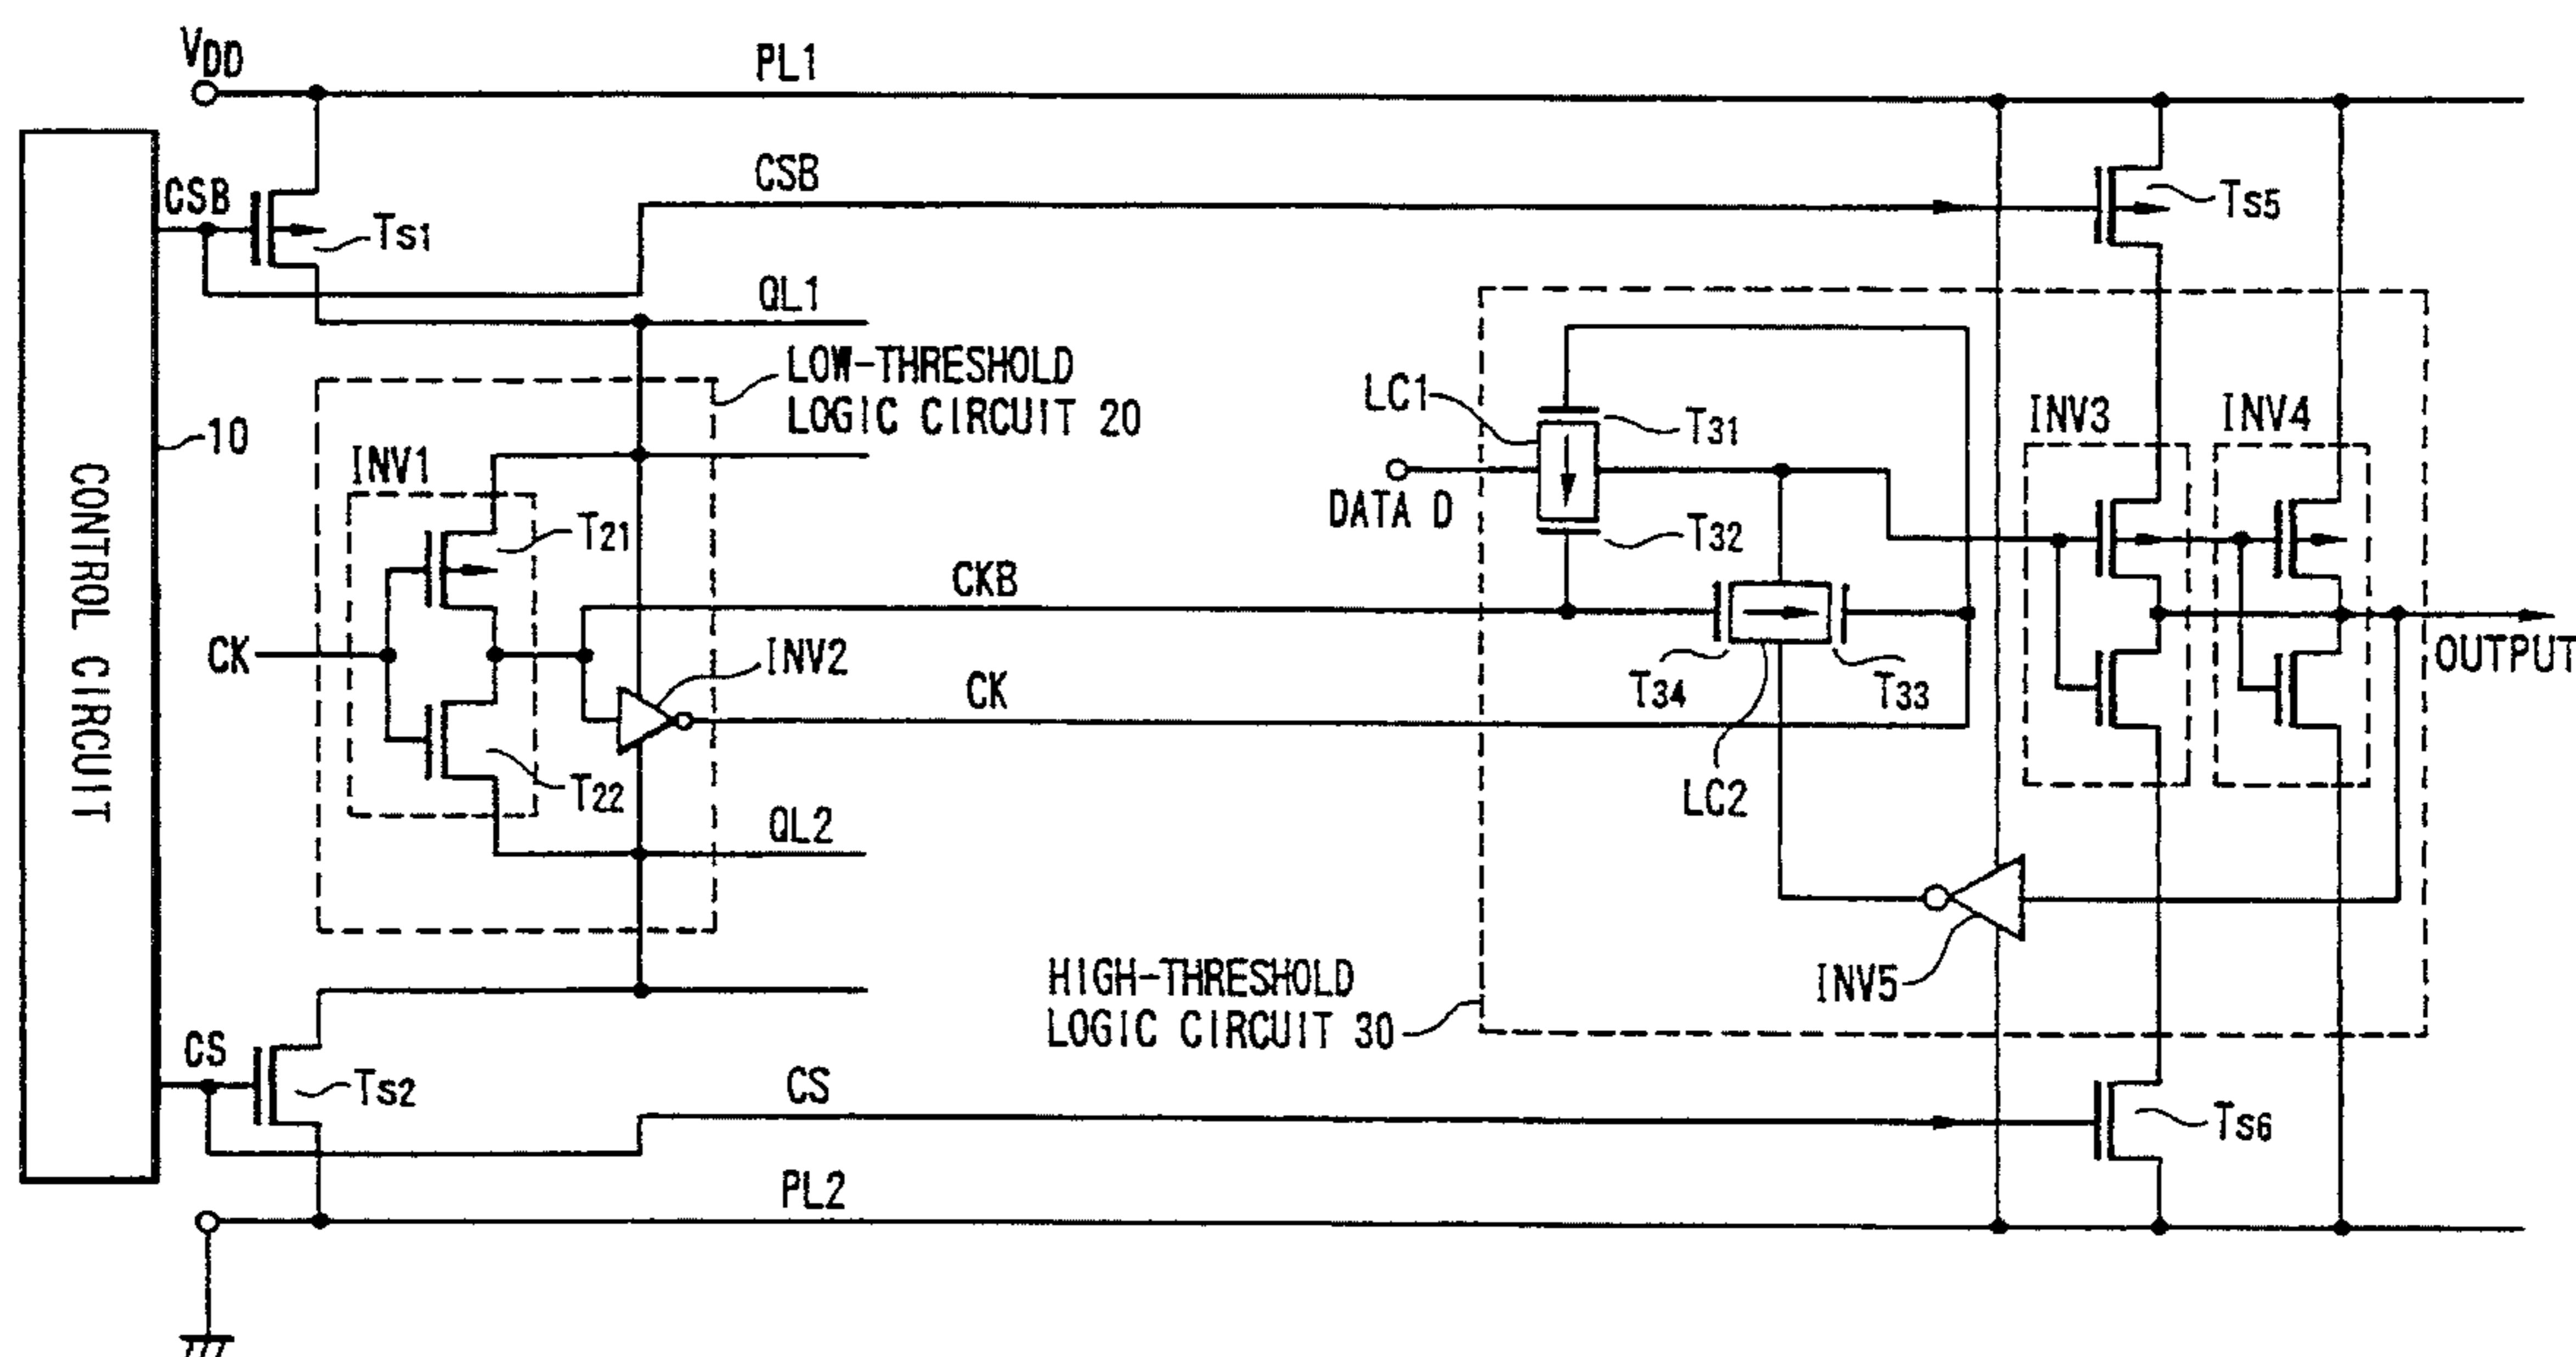 VDD
PL1
CSB
CSB
Ts1
Ts5
QL1
LOW-THRESHOLD
LOGIC CIRCUIT 20
10
CONTROL CIRCUIT
INV1
T21
LC1
T31
INV3
INV4
DATA D
T32
CKB
CK
INV2
CK
T34
T33
OUTPUT
T22
LC2
QL2
INV5
HIGH-THRESHOLD
LOGIC CIRCUIT 30
CS
Ts2
CS
Ts6
PL2